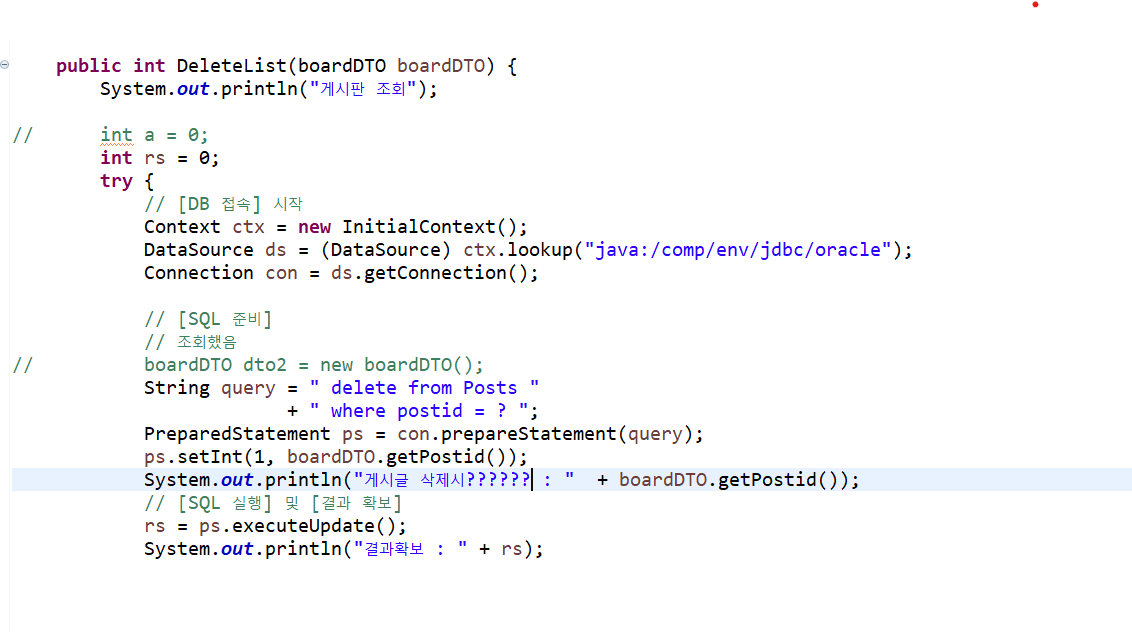 public int DeleteList(boardDTO boardDTO) {
System.out.println("게시판 조회");
// int a = 0;
int rs = 0;
try {
// [DB 접속] 시작
Context ctx = new InitialContext();
DataSource ds = (DataSource) ctx.lookup("java:/comp/env/jdbc/oracle");
Connection con = ds.getConnection();
// [SQL 준비]
// 조회했음
// boardDTO dto2 = new boardDTO();
String query = " delete from Posts "
+ " where postid = ? ";
PreparedStatement ps = con.prepareStatement(query);
ps.setInt(1, boardDTO.getPostid());
System.out.println("게시글 삭제시?????? : "  + boardDTO.getPostid());
// [SQL 실행] 및 [결과 확보]
rs = ps.executeUpdate();
System.out.println("결과확보 : " + rs);